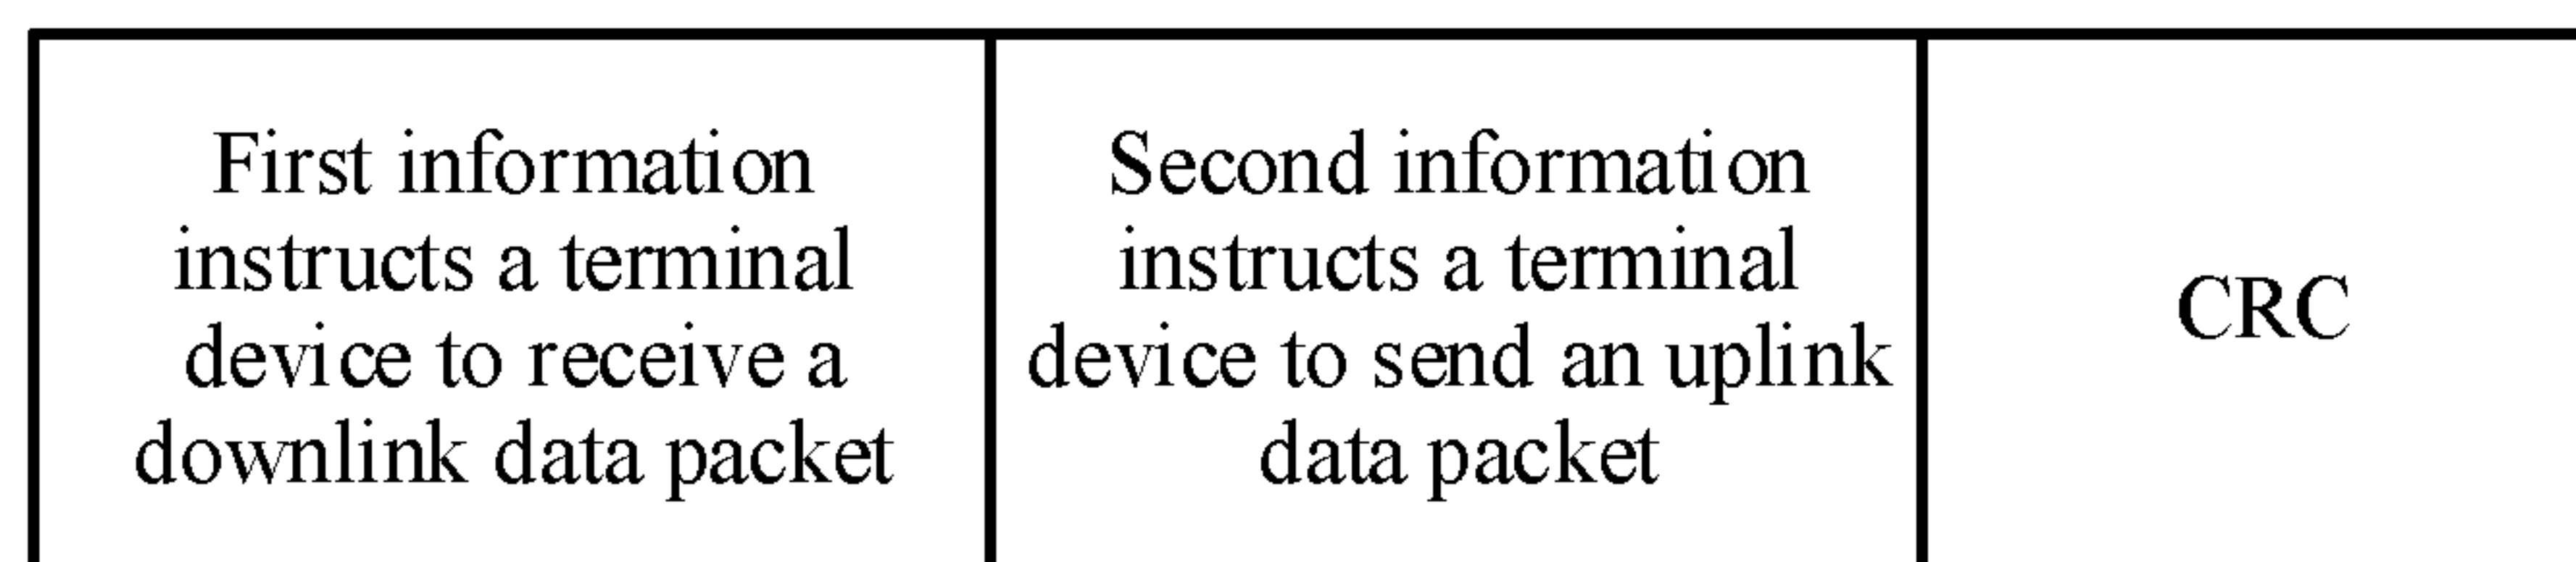 First information
instructs a terminal
device to receive a
downlink data packet
Second information
instructs a terminal
device to send an uplink
data packet
CRC